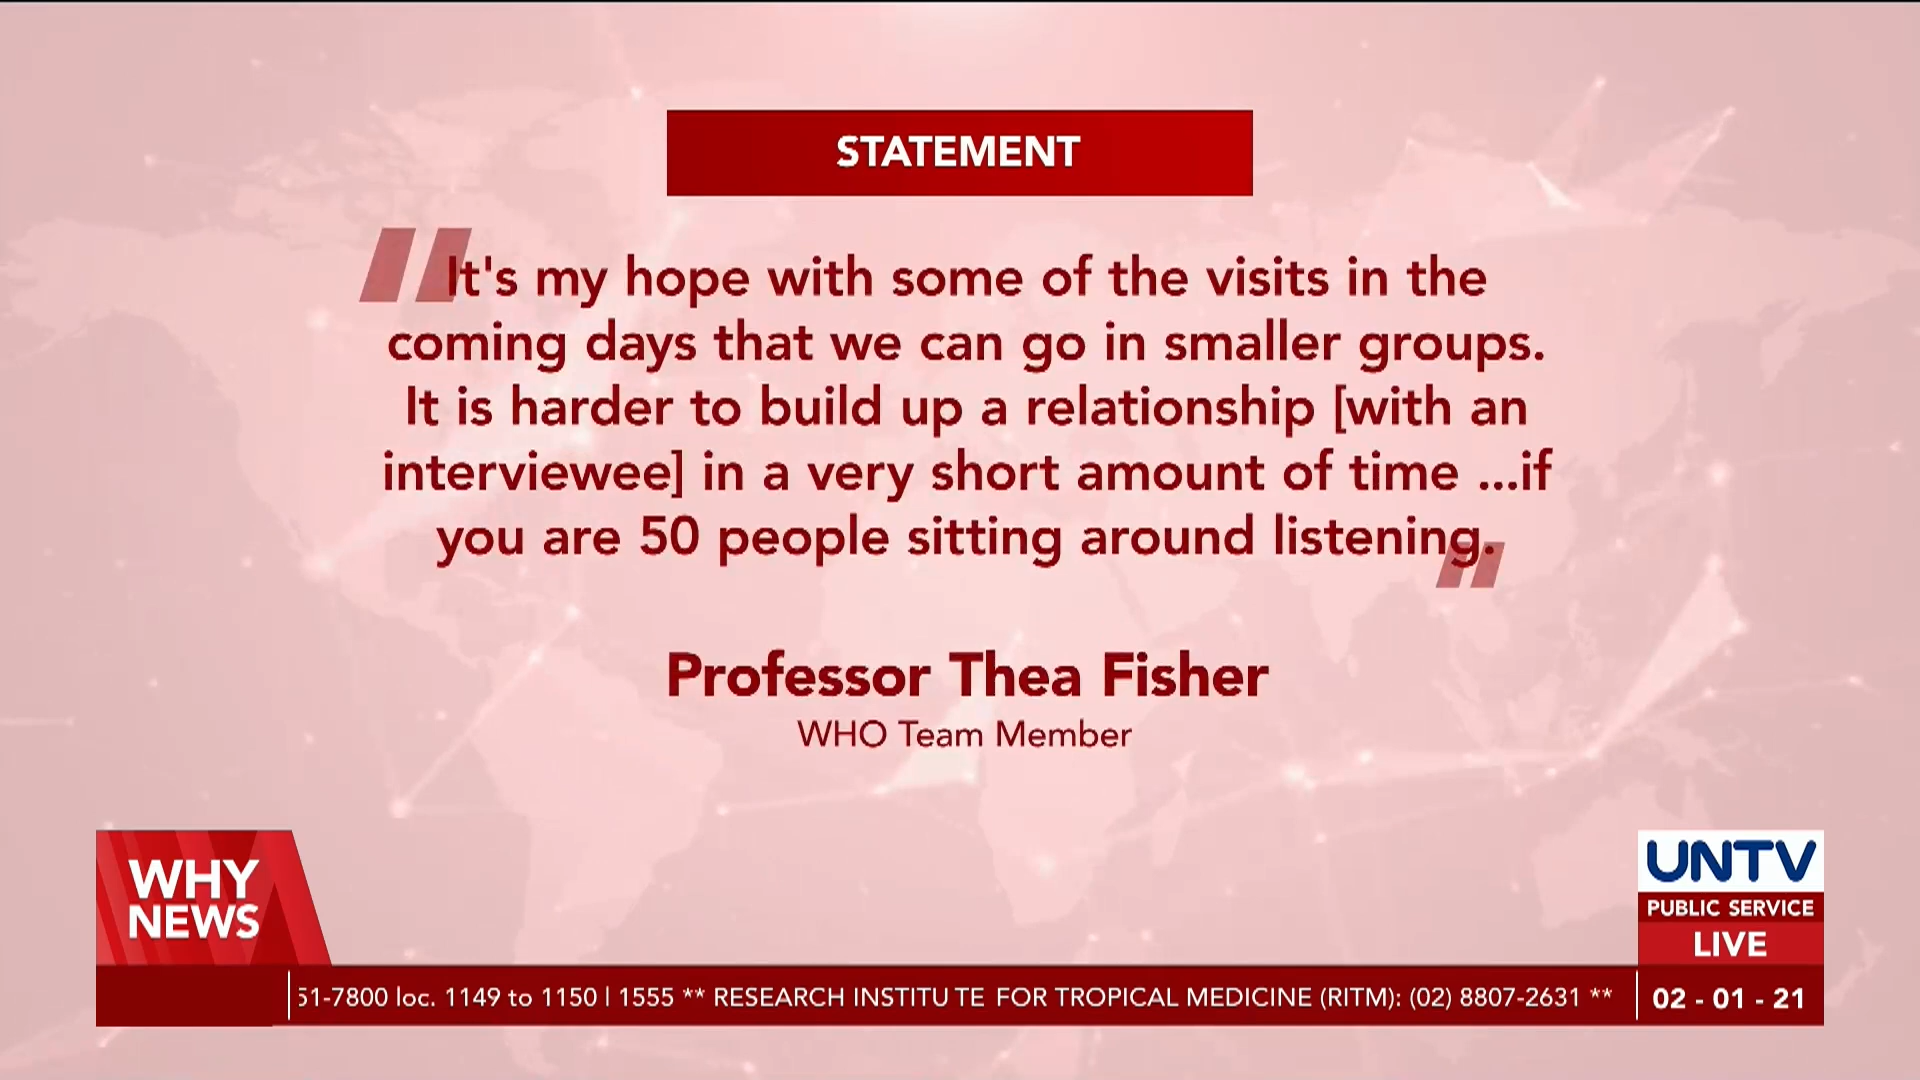 STATEMENT
It's my hope with some of the visits in the
coming days that we can go in smaller groups.
It is harder to build up a relationship [with an
interviewee] in a very short amount of time ...if
you are 50 people sitting around listening.
Professor Thea Fisher
WHO Team Member
WHY
NEWS
UNTV
PUBLIC SERVICE
LIVE
51-7800 loc. 1149 to 1150 | 1555 ** RESEARCH INSTITU TE FOR TROPICAL MEDICINE (RITM): (02) 8807-2631 **
02 - 01 - 21